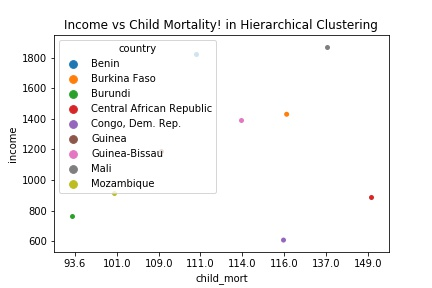 Income vs Child Mortality! in Hierarchical Clustering
country
Benin
Burkina Faso
Burundi
Central African Republic
Congo, Dem. Rep.
Guinea
Guinea-Bissau
Mali
Mozambique
1800
1600
1400
1200
1000
800
600
income
93.6 101.0 109.0 111.0 114.0 116.0 137.0 149.0
child_mort